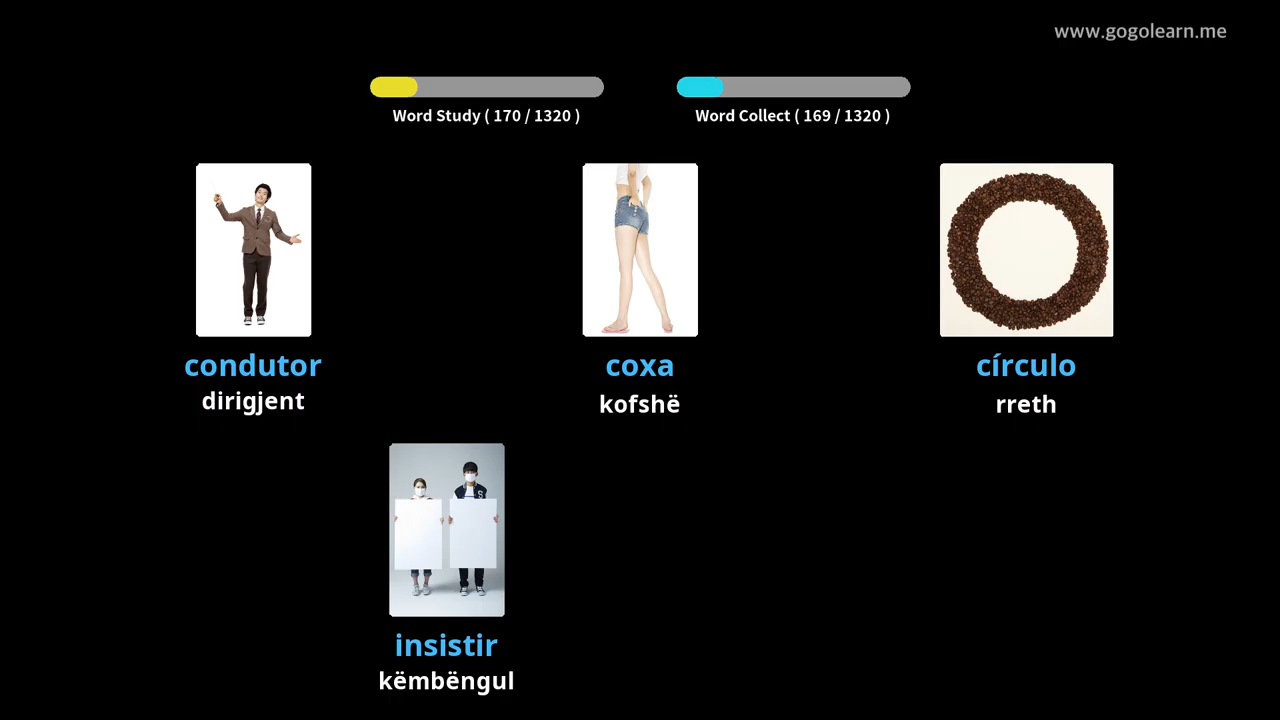 www.gogolearn.me
Word Study ( 170 / 1320 )
Word Collect ( 169 / 1320 )
condutor
dirigjent
coxa
kofshë
círculo
rreth
S
insistir
këmbëngul